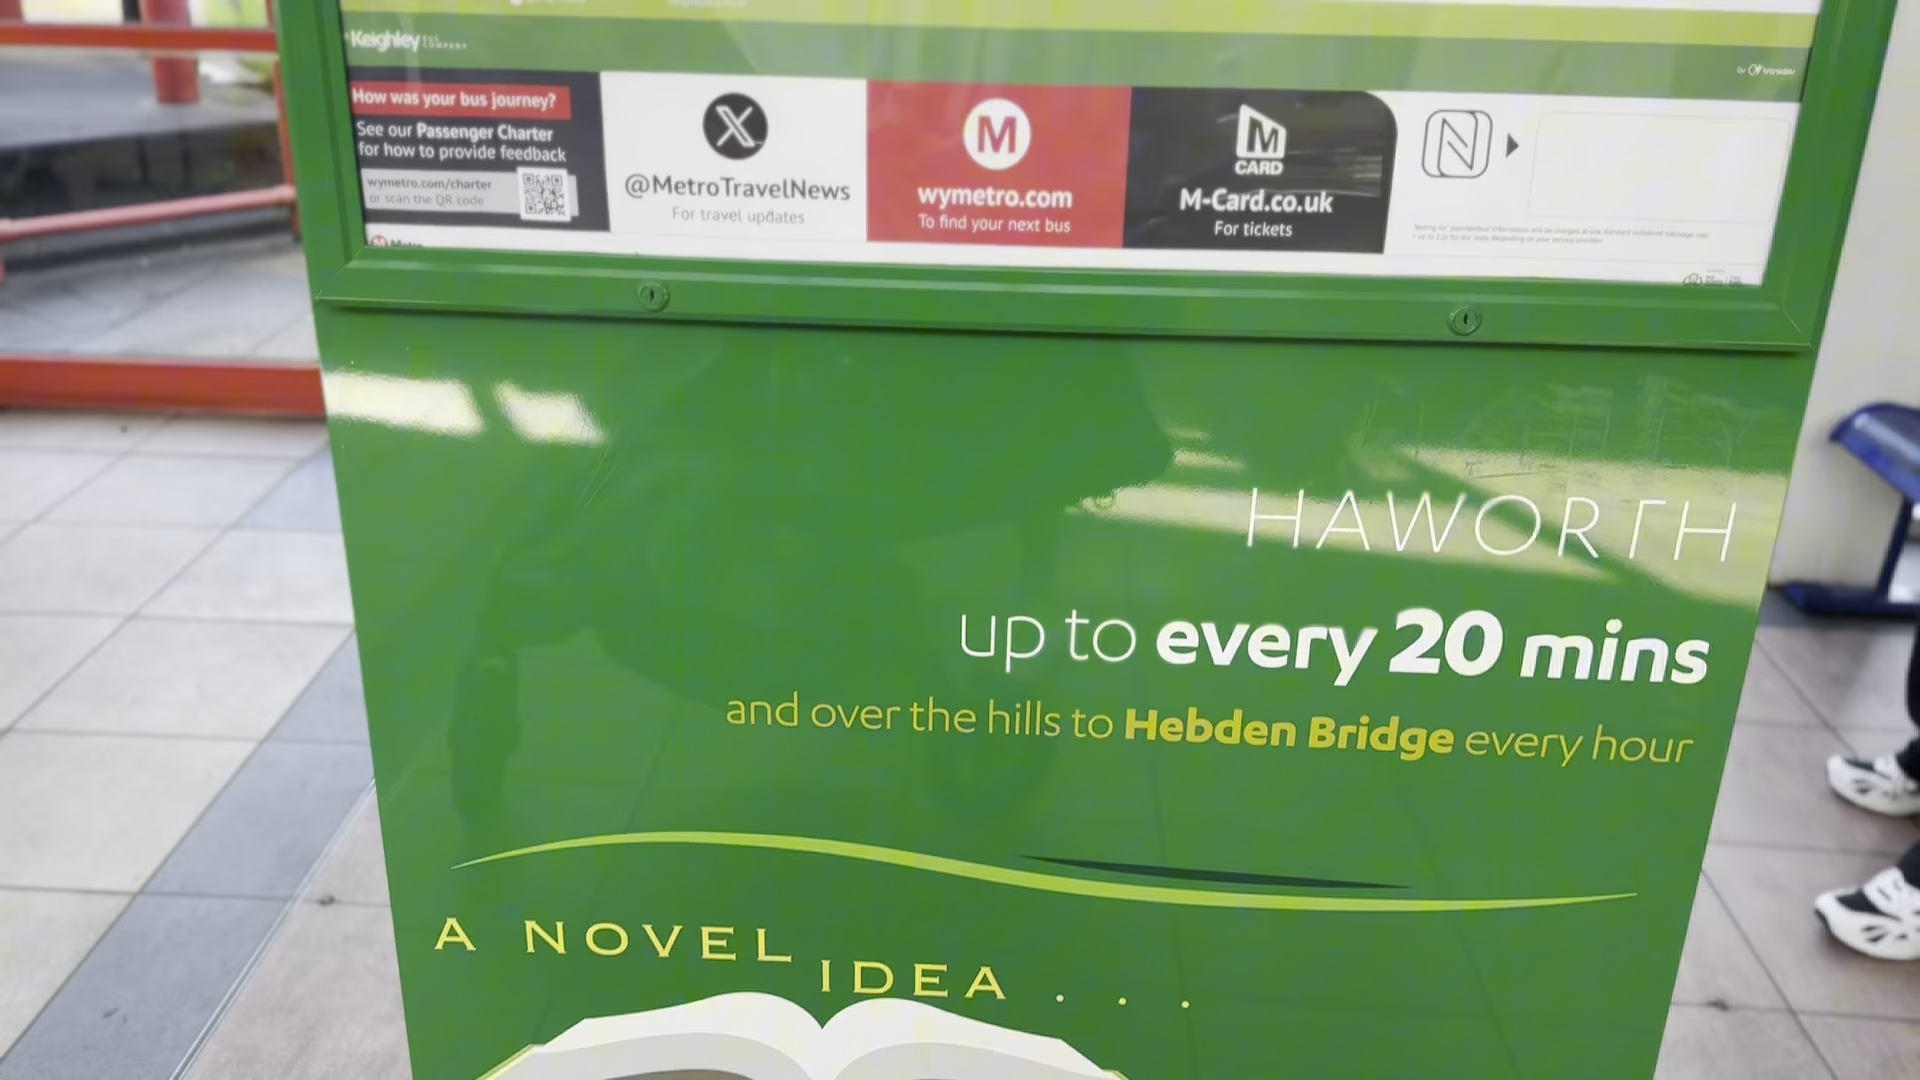 Keighley BUS COMPANY
by transdev
How was your bus journey?
See our Passenger Charter
for how to provide feedback
wymetro.com/charter
or scan the QR code
@MetroTravelNews
For travel updates
M
wymetro.com
To find your next bus
M
CARD
M-Card.co.uk
For tickets
Metro
HAWORTH
up to every 20 mins
and over the hills to Hebden Bridge every hour
A NOVEL IDEA . . .